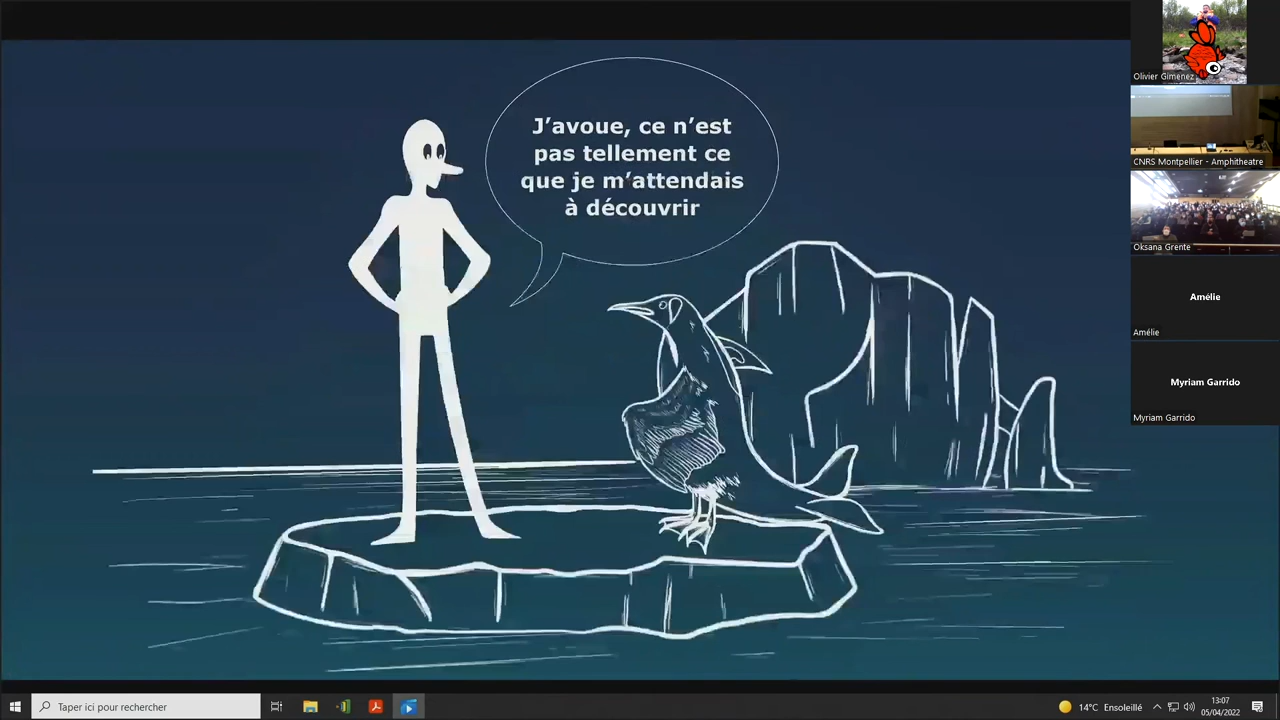 J’avoue, ce n’est
pas tellement ce
que je m’attendais
à découvrir
Olivier Gimenez
CNRS Montpellier - Amphitheatre
Oksana Grente
Amélie
Amélie
Myriam Garrido
Myriam Garrido
Taper ici pour rechercher
14°C Ensoleillé
13:07
05/04/2022